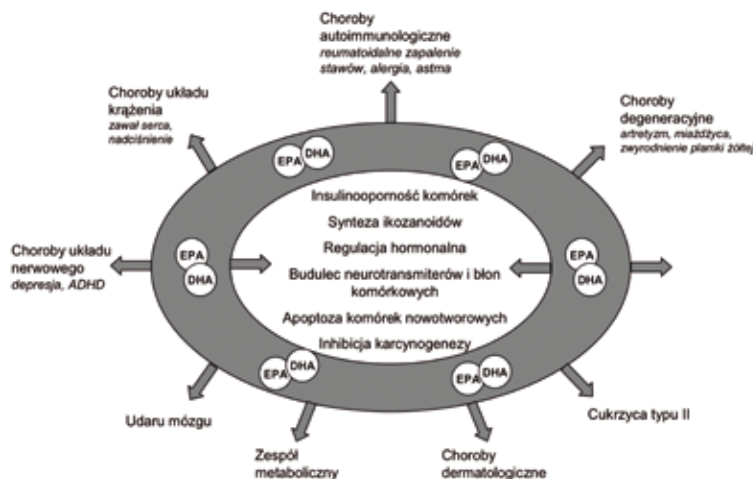 Choroby
autoimmunologiczne
reumatoidalne zapalenie
stawów, alergia, astma
Choroby układu
krążenia
zawał serca,
nadciśnienie
Choroby
degeneracyjne
artretyzm, miażdżyca,
zwyrodnienie plamki żółtej
EPA DHA
EPA DHA
Insulinooporność komórek
Synteza ikozanoidów
Regulacja hormonalna
Budulec neurotransmiterów i błon
komórkowych
Apoptoza komórek nowotworowych
Inhibicja karcynogenezy
Choroby układu
nerwowego
depresja, ADHD
EPA
DHA
EPA
DHA
EPA DHA
EPA DHA
Udaru mózgu
Zespół
metaboliczny
Choroby
dermatologiczne
Cukrzyca typu II